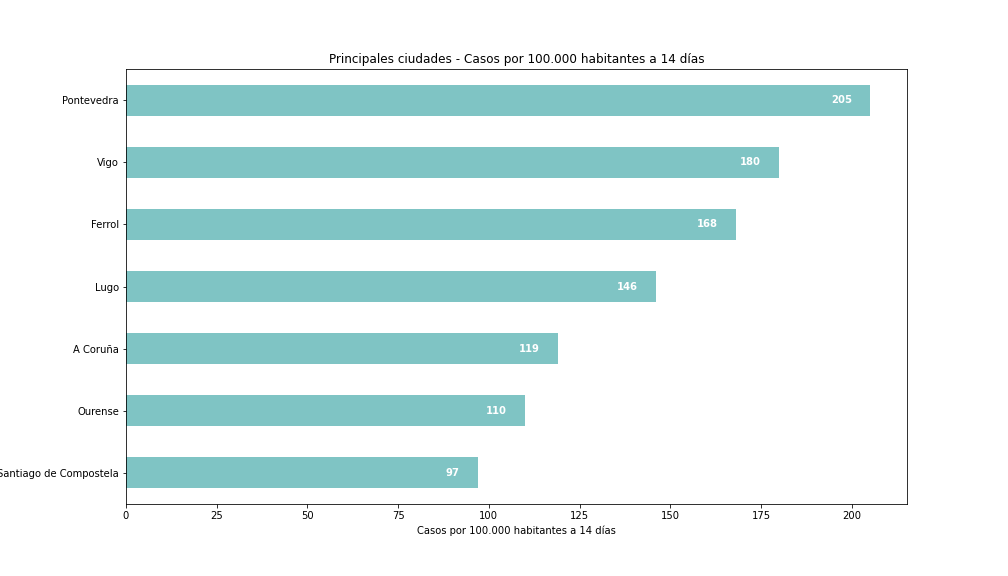 Principales ciudades - Casos por 100.000 habitantes a 14 días
Pontevedra 205
Vigo 180
Ferrol 168
Lugo 146
A Coruña 119
Ourense 110
Santiago de Compostela 97
0 25 50 75 100 125 150 175 200
Casos por 100.000 habitantes a 14 días